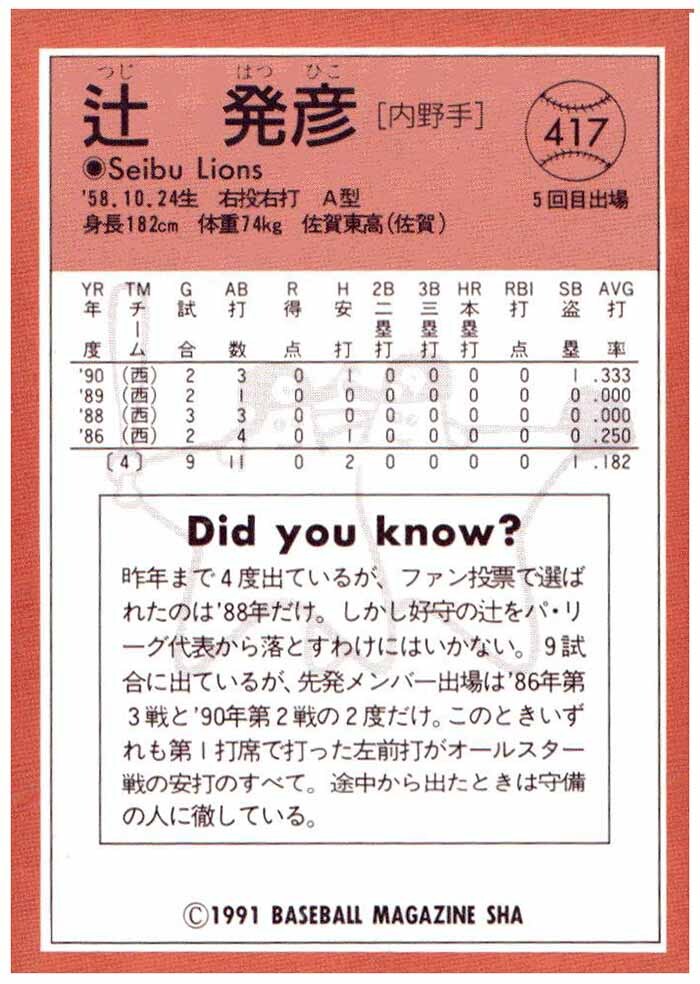 つじ はつ ひこ
辻 発彦 [内野手] 417
●Seibu Lions
'58.10.24生 右投右打 A型 5回目出場
身長182cm 体重74kg 佐賀東高(佐賀)
YR TM G AB R H 2B 3B HR RBI SB AVG
年度 チーム 試合 打数 得点 安打 二塁打 三塁打 本塁打 打点 盗塁 打率
'90 (西) 2 3 0 1 0 0 0 0 1 .333
'89 (西) 2 1 0 0 0 0 0 0 0 .000
'88 (西) 3 3 0 0 0 0 0 0 0 .000
'86 (西) 2 4 0 1 0 0 0 0 0 .250
[4] 9 11 0 2 0 0 0 0 1 .182
Did you know?
昨年まで4度出ているが、ファン投票で選ば
れたのは'88年だけ。しかし好守の辻をパ・リ
ーグ代表から落とすわけにはいかない。9試
合に出ているが、先発メンバー出場は'86年第
3戦と'90年第2戦の2度だけ。このときいず
れも第1打席で打った左前打がオールスター
戦の安打のすべて。途中から出たときは守備
の人に徹している。
©1991 BASEBALL MAGAZINE SHA